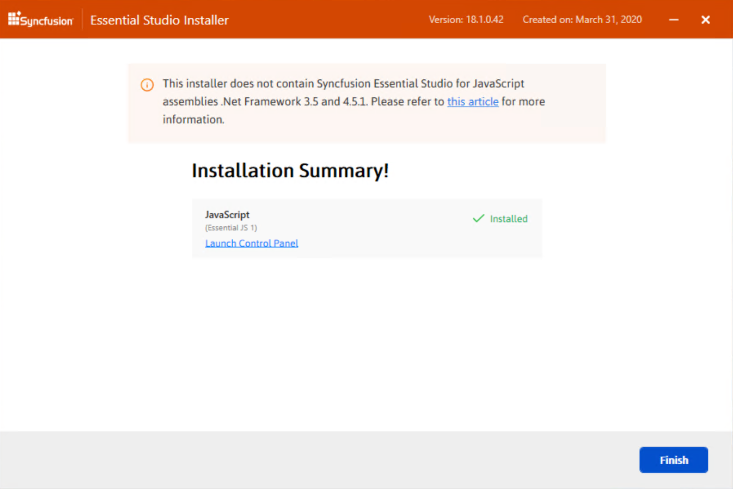 Syncfusion Essential Studio Installer Version: 18.1.0.42 Created on: March 31, 2020
This installer does not contain Syncfusion Essential Studio for JavaScript
assemblies .Net Framework 3.5 and 4.5.1. Please refer to this article for more
information.
Installation Summary!
JavaScript
(Essential JS 1)
Installed
Launch Control Panel
Finish